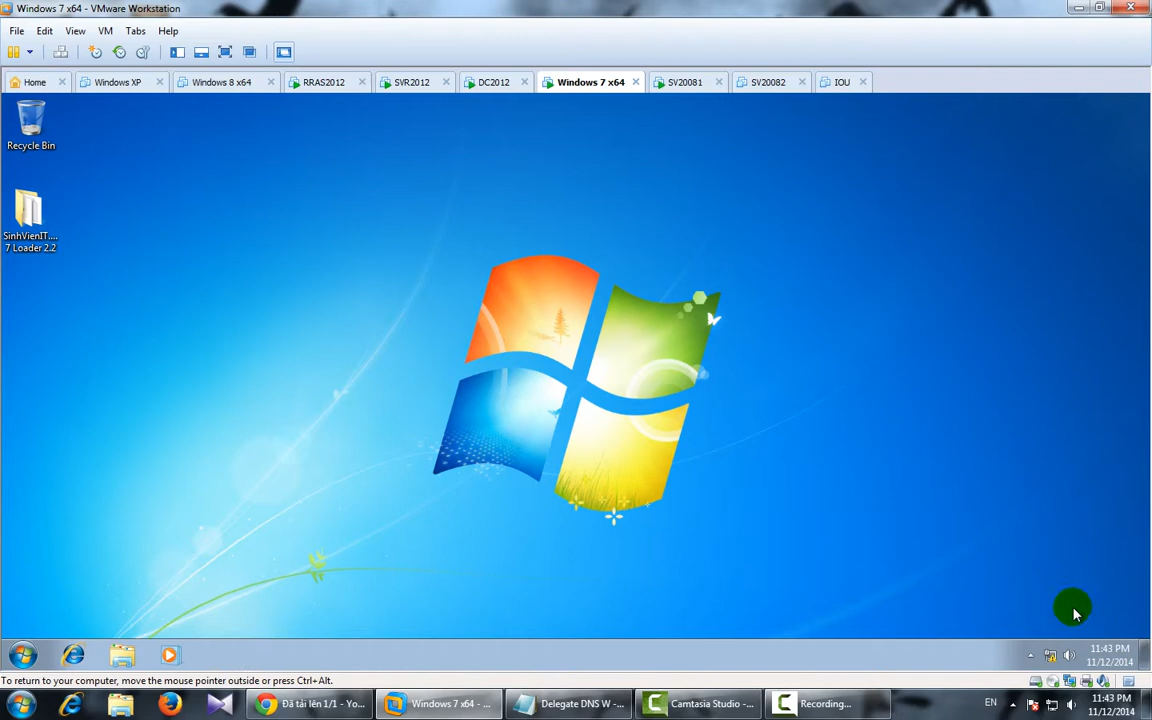 Windows 7 x64 - VMware Workstation
File Edit View VM Tabs Help
Home Windows XP Windows 8 x64 RRAS2012 SVR2012 DC2012 Windows 7 x64 SV20081 SV20082 IOU
Recycle Bin
SinhVienIT....
7 Loader 2.2
11:43 PM
11/12/2014
To return to your computer, move the mouse pointer outside or press Ctrl+Alt.
Đã tải lên 1/1 - Yo... Windows 7 x64 - ... Delegate DNS W - ... Camtasia Studio - ... Recording... EN 11:43 PM
11/12/2014